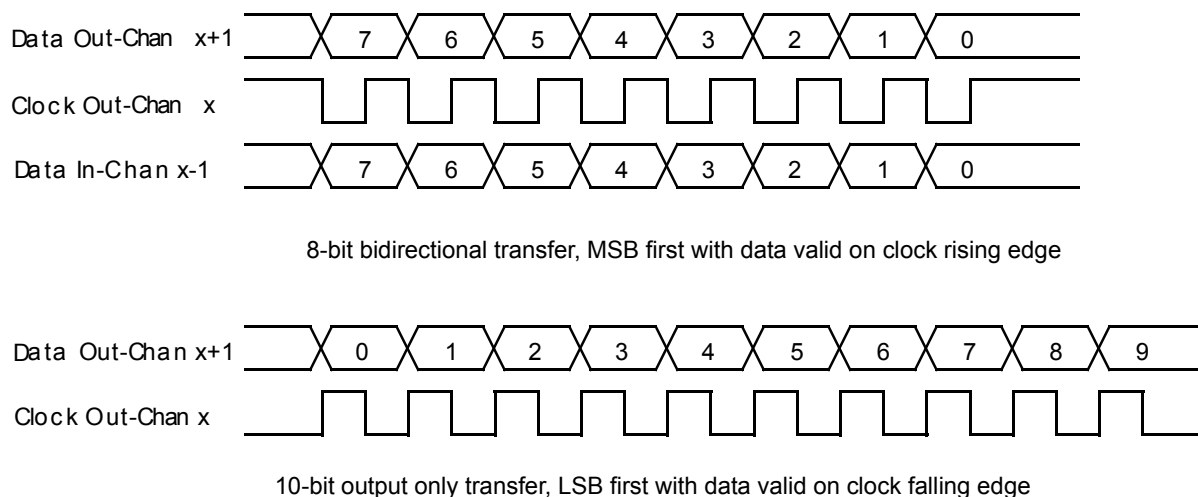 Data Out-Chan x+1 7 6 5 4 3 2 1 0
Clock Out-Chan x
Data In-Chan x-1 7 6 5 4 3 2 1 0
8-bit bidirectional transfer, MSB first with data valid on clock rising edge
Data Out-Chan x+1 0 1 2 3 4 5 6 7 8 9
Clock Out-Chan x
10-bit output only transfer, LSB first with data valid on clock falling edge